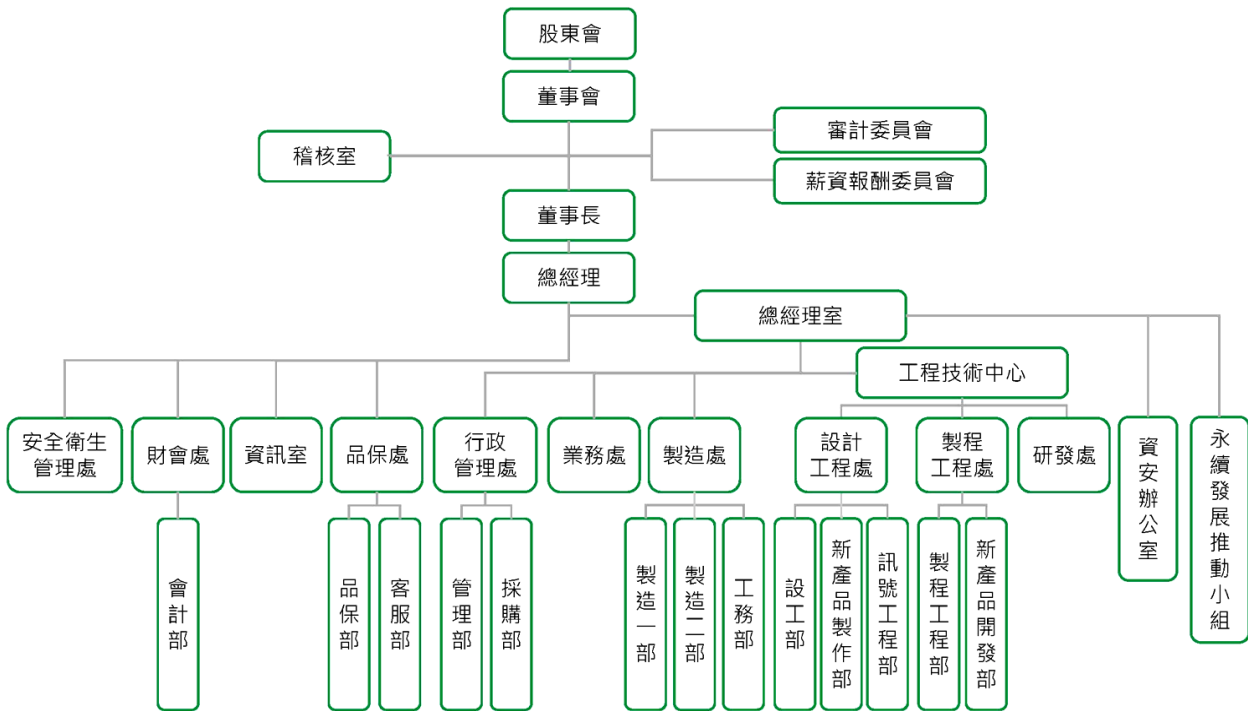 股東會
董事會
審計委員會
稽核室
薪資報酬委員會
董事長
總經理
總經理室
工程技術中心
安全衛生
管理處
財會處
資訊室
品保處
行政
管理處
業務處
製造處
設計
工程處
製程
工程處
研發處
資安辦公室
永續發展推動小組
會計部
品保部
客服部
管理部
採購部
製造一部
製造二部
工務部
設工部
新產品製作部
訊號工程部
製程工程部
新產品開發部